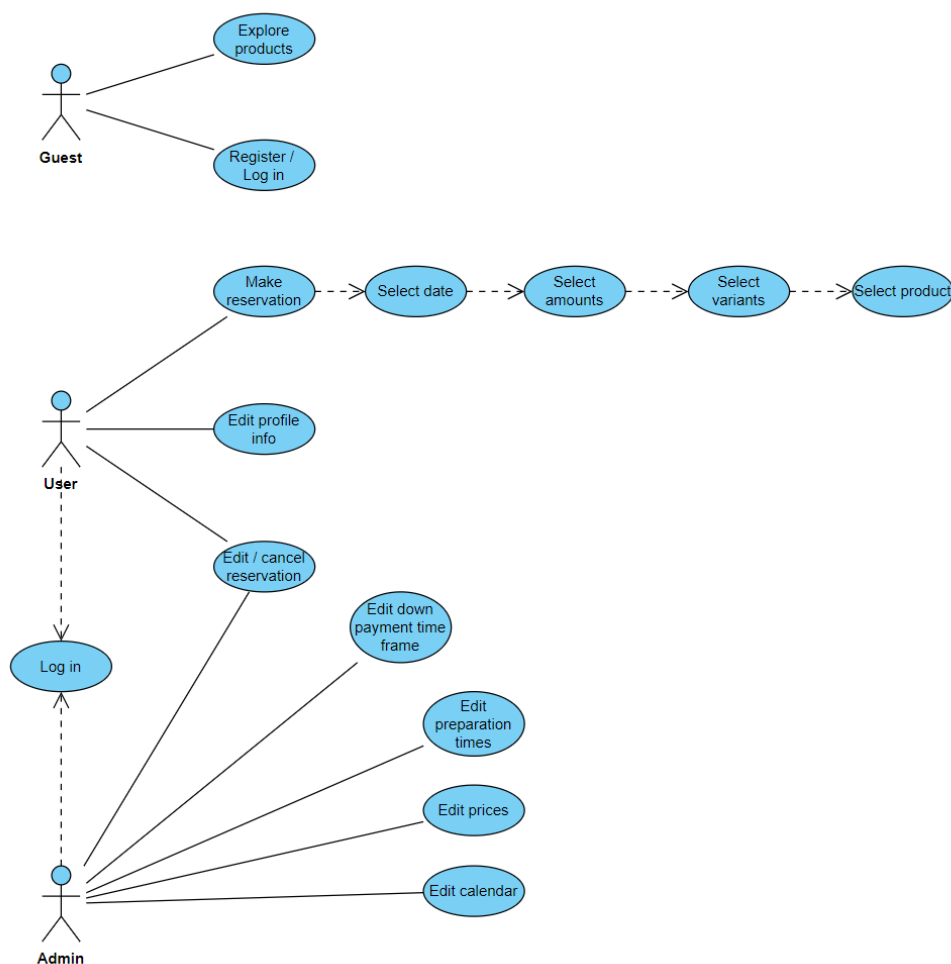 Explore
products
Guest
Register /
Log in
Make
reservation
Select date
Select
amounts
Select
variants
Select product
Edit profile
info
User
Edit / cancel
reservation
Edit down
payment time
frame
Log in
Edit
preparation
times
Edit prices
Edit calendar
Admin